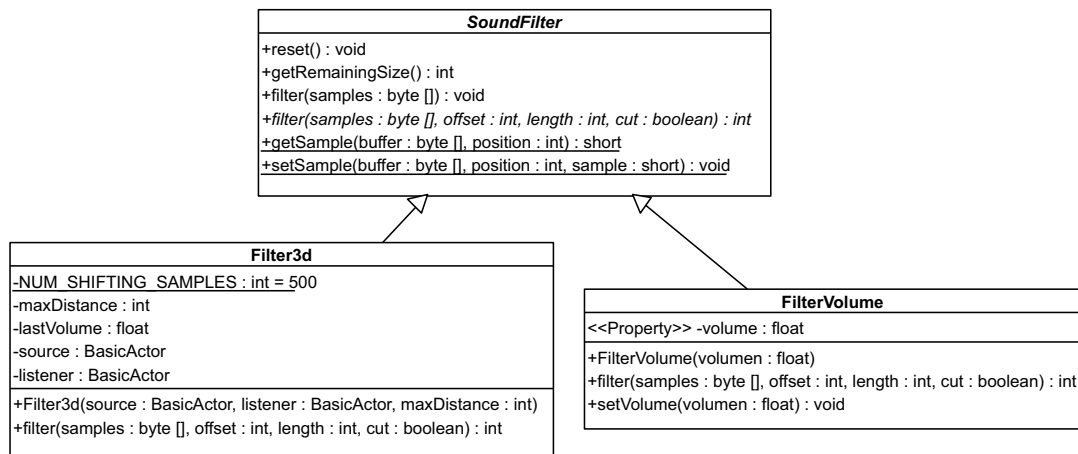 SoundFilter
+reset() : void
+getRemainingSize() : int
+filter(samples : byte []) : void
+filter(samples : byte [], offset : int, length : int, cut : boolean) : int
+getSample(buffer : byte [], position : int) : short
+setSample(buffer : byte [], position : int, sample : short) : void
Filter3d
-NUM_SHIFTING_SAMPLES : int = 500
-maxDistance : int
-lastVolume : float
-source : BasicActor
-listener : BasicActor
+Filter3d(source : BasicActor, listener : BasicActor, maxDistance : int)
+filter(samples : byte [], offset : int, length : int, cut : boolean) : int
FilterVolume
<<Property>> -volume : float
+FilterVolume(volumen : float)
+filter(samples : byte [], offset : int, length : int, cut : boolean) : int
+setVolume(volumen : float) : void